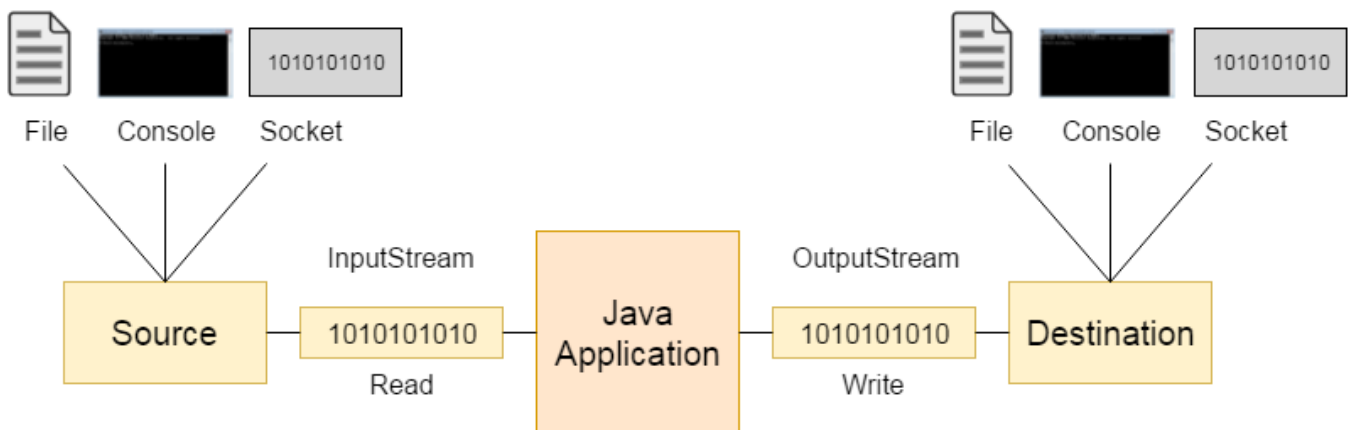 1010101010
1010101010
File Console Socket
File Console Socket
InputStream
OutputStream
Source
1010101010
Java
Application
1010101010
Destination
Read
Write